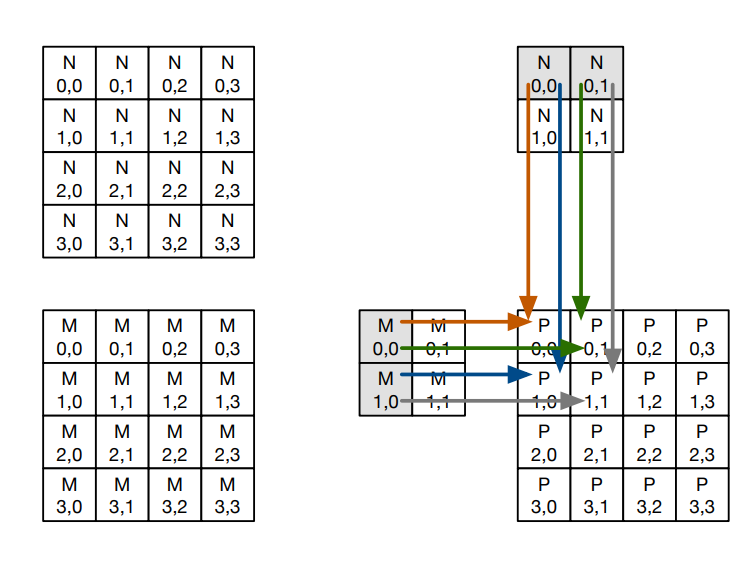 N N N N
0,0 0,1 0,2 0,3
N N N N
1,0 1,1 1,2 1,3
N N N N
2,0 2,1 2,2 2,3
N N N N
3,0 3,1 3,2 3,3
N N
0,0 0,1
N N
1,0 1,1
M M M M
0,0 0,1 0,2 0,3
M M M M
1,0 1,1 1,2 1,3
M M M M
2,0 2,1 2,2 2,3
M M M M
3,0 3,1 3,2 3,3
M M
0,0 0,1
M M
1,0 1,1
P P P P
0,0 0,1 0,2 0,3
P P P P
1,0 1,1 1,2 1,3
P P P P
2,0 2,1 2,2 2,3
P P P P
3,0 3,1 3,2 3,3